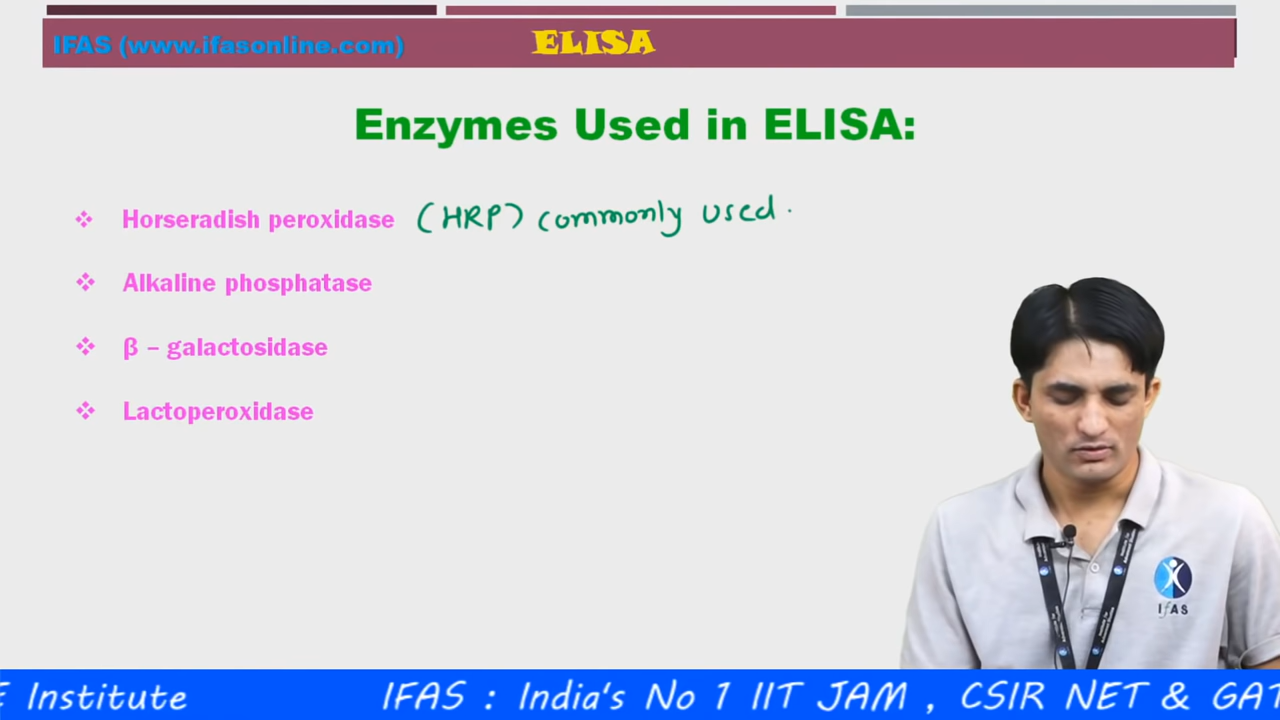 IFAS (www.ifasonline.com) ELISA
Enzymes Used in ELISA:
❖ Horseradish peroxidase (HRP) commonly used.
❖ Alkaline phosphatase
❖ β – galactosidase
❖ Lactoperoxidase
IfAS
E Institute IFAS : India's No 1 IIT JAM , CSIR NET & GAT